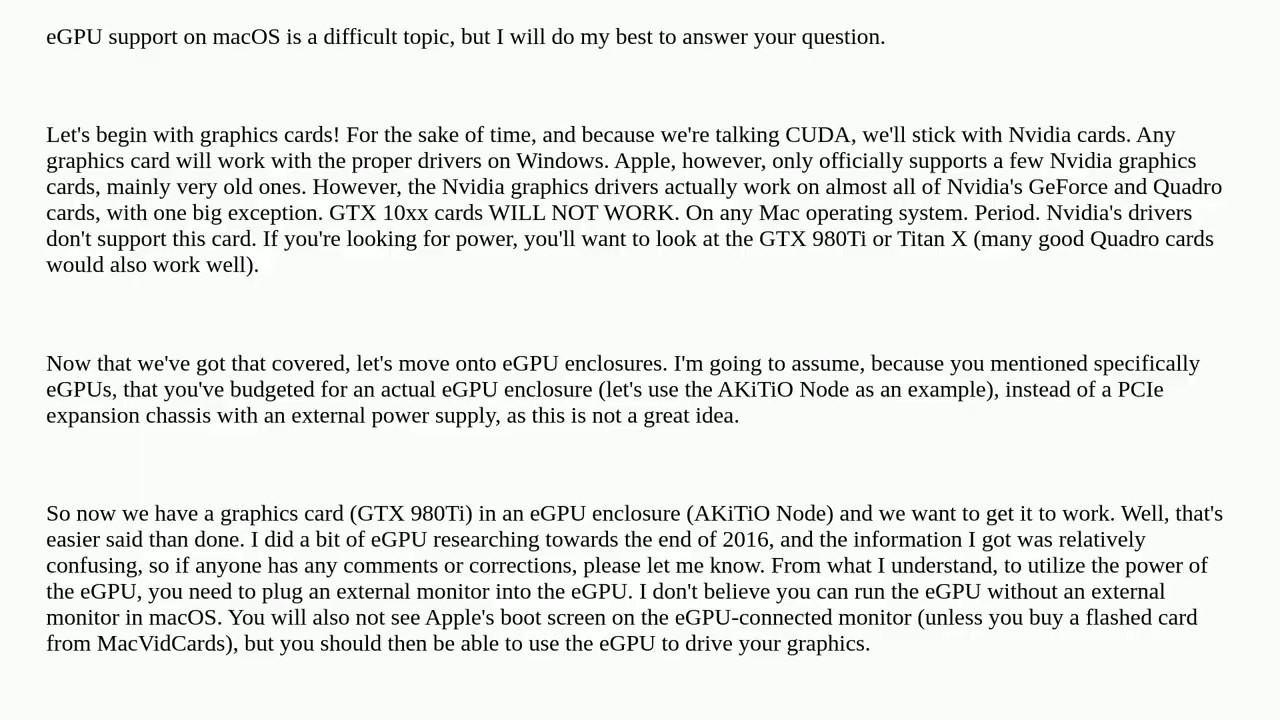 eGPU support on macOS is a difficult topic, but I will do my best to answer your question.
Let's begin with graphics cards! For the sake of time, and because we're talking CUDA, we'll stick with Nvidia cards. Any
graphics card will work with the proper drivers on Windows. Apple, however, only officially supports a few Nvidia graphics
cards, mainly very old ones. However, the Nvidia graphics drivers actually work on almost all of Nvidia's GeForce and Quadro
cards, with one big exception. GTX 10xx cards WILL NOT WORK. On any Mac operating system. Period. Nvidia's drivers
don't support this card. If you're looking for power, you'll want to look at the GTX 980Ti or Titan X (many good Quadro cards
would also work well).
Now that we've got that covered, let's move onto eGPU enclosures. I'm going to assume, because you mentioned specifically
eGPUs, that you've budgeted for an actual eGPU enclosure (let's use the AKiTiO Node as an example), instead of a PCIe
expansion chassis with an external power supply, as this is not a great idea.
So now we have a graphics card (GTX 980Ti) in an eGPU enclosure (AKiTiO Node) and we want to get it to work. Well, that's
easier said than done. I did a bit of eGPU researching towards the end of 2016, and the information I got was relatively
confusing, so if anyone has any comments or corrections, please let me know. From what I understand, to utilize the power of
the eGPU, you need to plug an external monitor into the eGPU. I don't believe you can run the eGPU without an external
monitor in macOS. You will also not see Apple's boot screen on the eGPU-connected monitor (unless you buy a flashed card
from MacVidCards), but you should then be able to use the eGPU to drive your graphics.